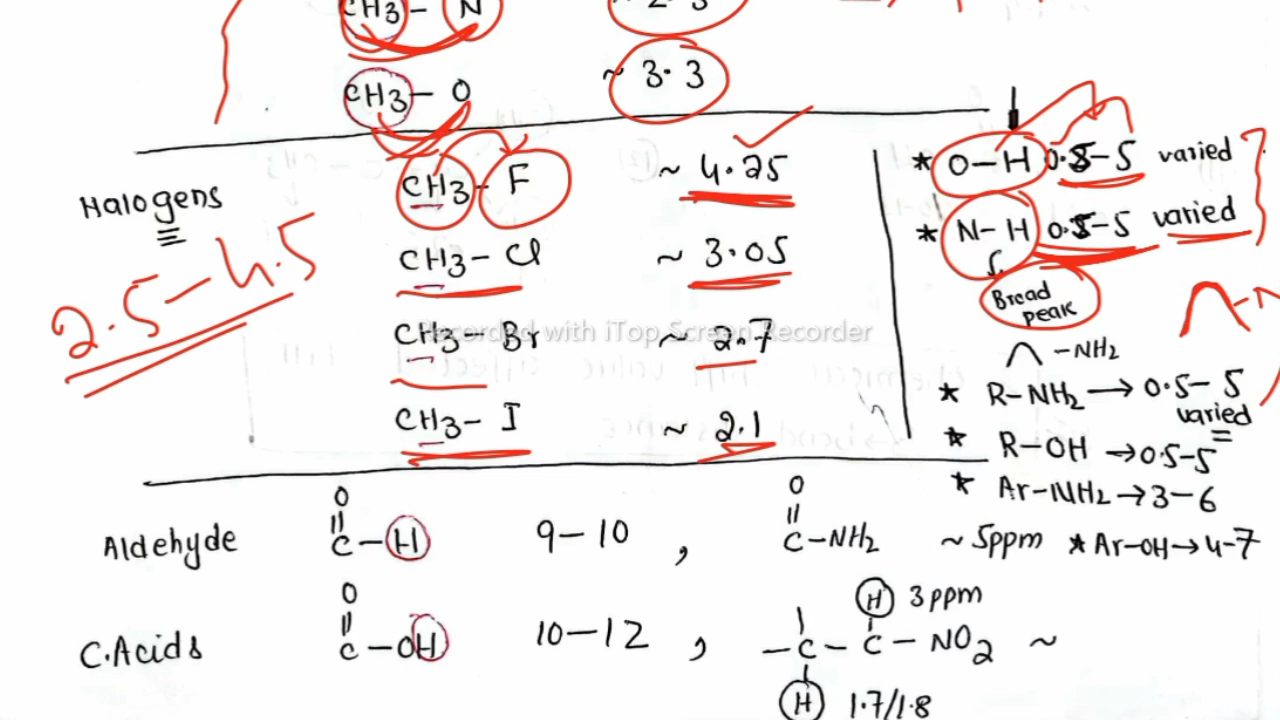 CH3 – N
CH3 – O ~ 3.3
Halogens
2.5 – 4.5
CH3 – F ~ 4.25
CH3 – Cl ~ 3.05
CH3 – Br ~ 2.7
CH3 – I ~ 2.1
Recorded with iTop Screen Recorder
* O–H 0.5–5 varied
* N–H 0.5–5 varied
Broad
peak
–NH2
* R–NH2 → 0.5–5
varied
* R–OH → 0.5–5
* Ar–NH2 → 3–6
* Ar–OH → 4–7
Aldehyde O
C – H 9–10 , O
C – NH2 ~ 5ppm
C.Acids O
C – OH 10–12 ,
H 3 ppm
– C – C – NO2 ~
H 1.7/1.8